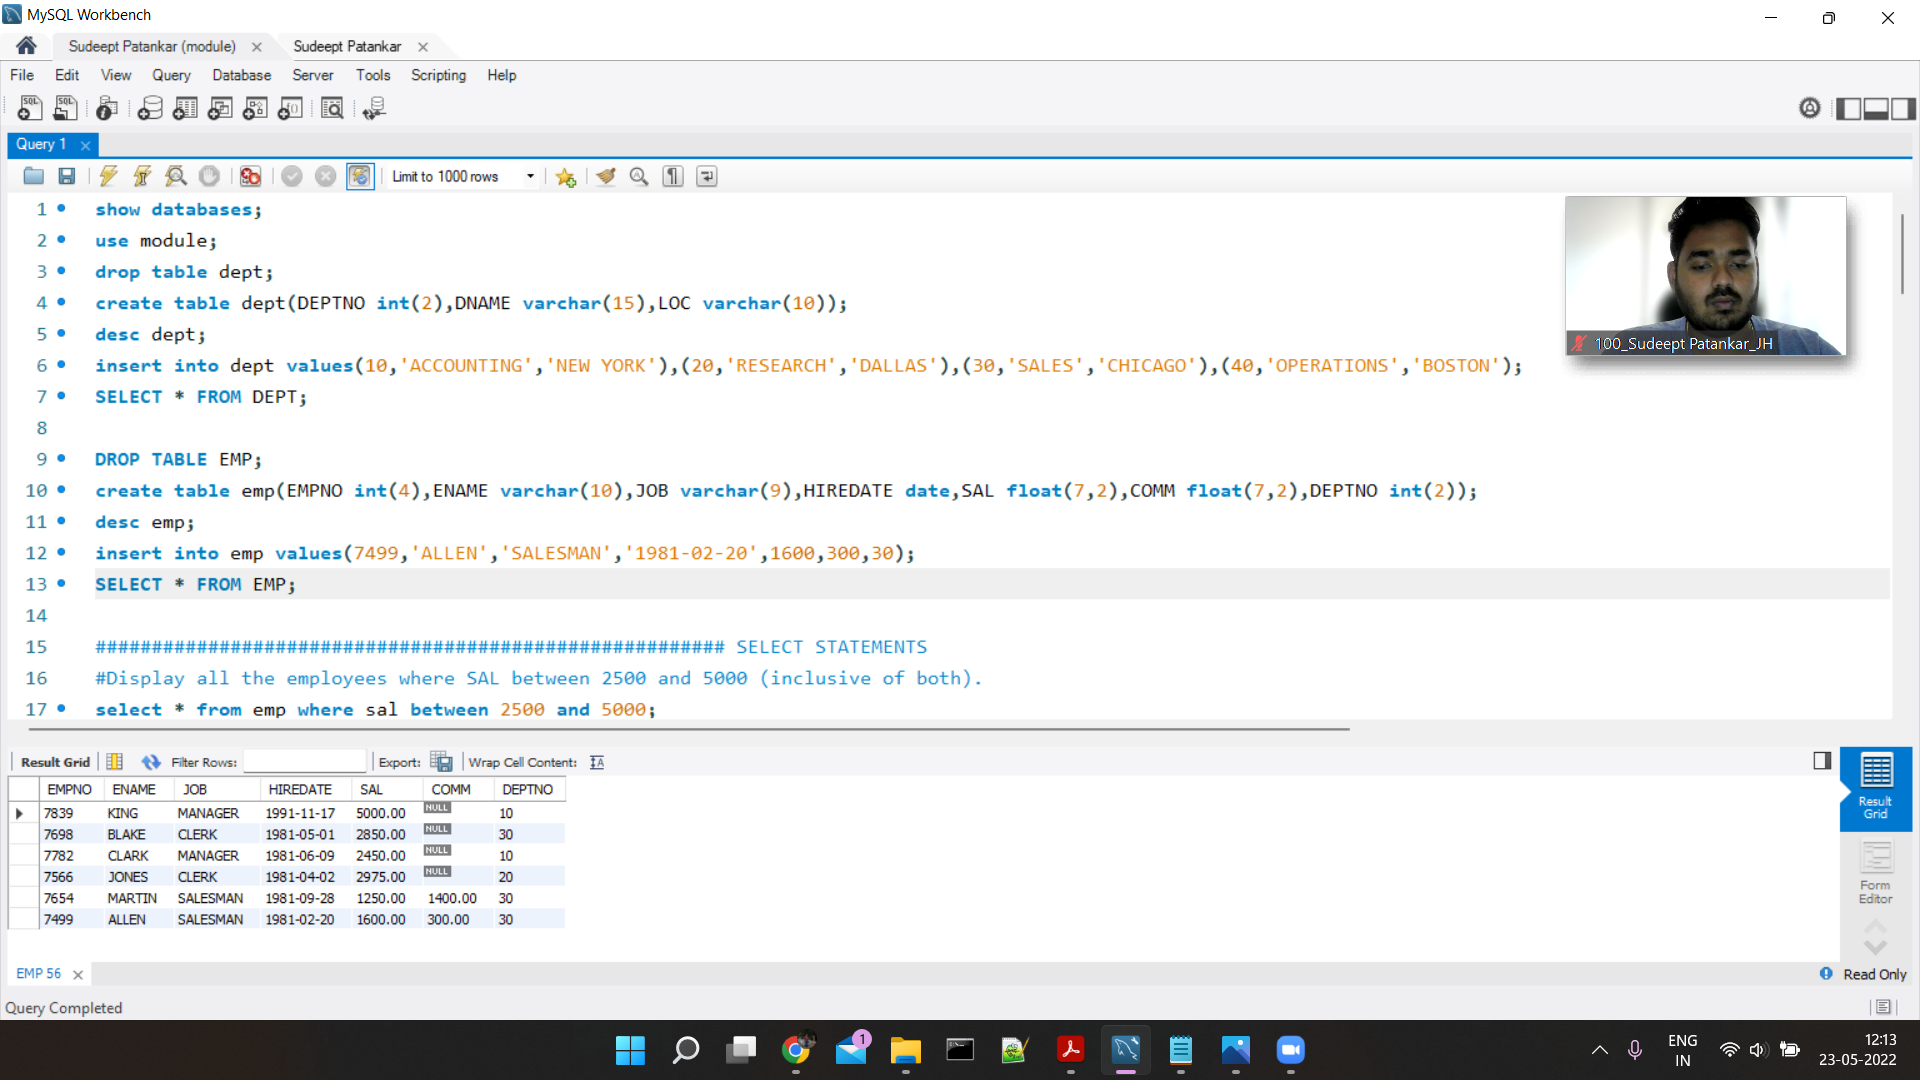 MySQL Workbench
Sudeept Patankar (module)
Sudeept Patankar
File Edit View Query Database Server Tools Scripting Help
Query 1
Limit to 1000 rows
1 show databases;
2 use module;
3 drop table dept;
4 create table dept(DEPTNO int(2),DNAME varchar(15),LOC varchar(10));
5 desc dept;
6 insert into dept values(10,'ACCOUNTING','NEW YORK'),(20,'RESEARCH','DALLAS'),(30,'SALES','CHICAGO'),(40,'OPERATIONS','BOSTON');
7 SELECT * FROM DEPT;
8
9 DROP TABLE EMP;
10 create table emp(EMPNO int(4),ENAME varchar(10),JOB varchar(9),HIREDATE date,SAL float(7,2),COMM float(7,2),DEPTNO int(2));
11 desc emp;
12 insert into emp values(7499,'ALLEN','SALESMAN','1981-02-20',1600,300,30);
13 SELECT * FROM EMP;
14
15 ######################################################## SELECT STATEMENTS
16 #Display all the employees where SAL between 2500 and 5000 (inclusive of both).
17 select * from emp where sal between 2500 and 5000;
100_Sudeept Patankar_JH
Result Grid Filter Rows: Export: Wrap Cell Content:
EMPNO ENAME JOB HIREDATE SAL COMM DEPTNO
7839 KING MANAGER 1991-11-17 5000.00 NULL 10
7698 BLAKE CLERK 1981-05-01 2850.00 NULL 30
7782 CLARK MANAGER 1981-06-09 2450.00 NULL 10
7566 JONES CLERK 1981-04-02 2975.00 NULL 20
7654 MARTIN SALESMAN 1981-09-28 1250.00 1400.00 30
7499 ALLEN SALESMAN 1981-02-20 1600.00 300.00 30
Result
Grid
Form
Editor
EMP 56
Read Only
Query Completed
1
ENG
IN
12:13
23-05-2022